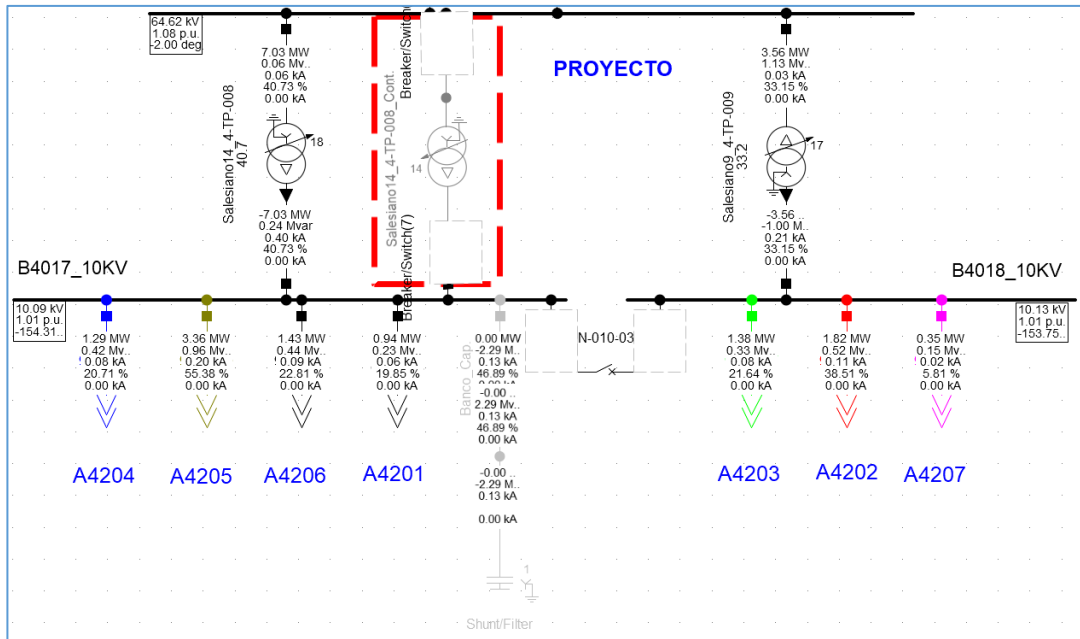 64.62 kV
1.08 p.u.
-2.00 deg
7.03 MW
0.06 Mv..
0.06 kA
40.73 %
0.00 kA
Salesiano14_4-TP-008
40.7
18
-7.03 MW
0.24 Mvar
0.40 kA
40.73 %
0.00 kA
Breaker/Switch
Salesiano14_4-TP-008_Cont.
14
Breaker/Switch(7)
PROYECTO
3.56 MW
1.13 Mv..
0.03 kA
33.15 %
0.00 kA
Salesiano9_4-TP-009
33.2
17
-3.56 ..
-1.00 M..
0.21 kA
33.15 %
0.00 kA
B4017_10KV
B4018_10KV
10.09 kV
1.01 p.u.
-154.31..
10.13 kV
1.01 p.u.
-153.75..
1.29 MW
0.42 Mv..
0.08 kA
20.71 %
0.00 kA
A4204
3.36 MW
0.96 Mv..
0.20 kA
55.38 %
0.00 kA
A4205
1.43 MW
0.44 Mv..
0.09 kA
22.81 %
0.00 kA
A4206
0.94 MW
0.23 Mv..
0.06 kA
19.85 %
0.00 kA
A4201
Banco_Cap
0.00 MW
-2.29 M..
0.13 kA
46.89 %
-0.00 ..
2.29 Mv..
0.13 kA
46.89 %
0.00 kA
-0.00 ..
-2.29 M..
0.13 kA
0.00 kA
1
Shunt/Filter
N-010-03
1.38 MW
0.33 Mv..
0.08 kA
21.64 %
0.00 kA
A4203
1.82 MW
0.52 Mv..
0.11 kA
38.51 %
0.00 kA
A4202
0.35 MW
0.15 Mv..
0.02 kA
5.81 %
0.00 kA
A4207